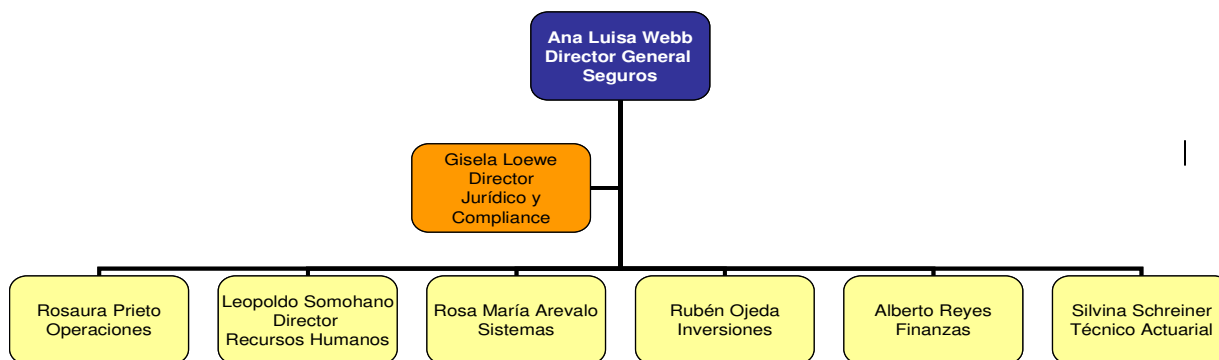 Ana Luisa Webb
Director General
Seguros
Gisela Loewe
Director
Jurídico y
Compliance
Rosaura Prieto
Operaciones
Leopoldo Somohano
Director
Recursos Humanos
Rosa María Arevalo
Sistemas
Rubén Ojeda
Inversiones
Alberto Reyes
Finanzas
Silvina Schreiner
Técnico Actuarial